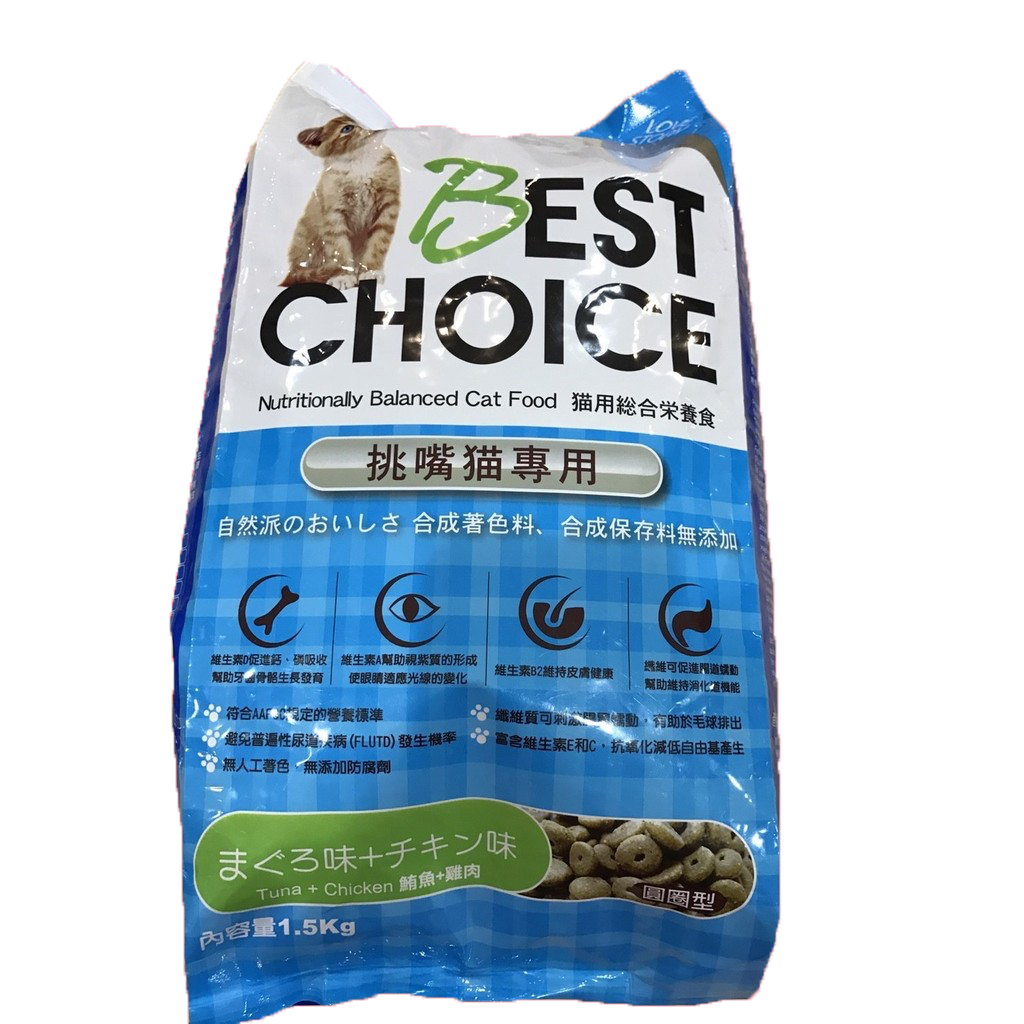 LOVE
BEST
CHOICE
Nutritionally Balanced Cat Food 猫用総合栄養食
挑嘴猫專用
自然派のおいしさ 合成著色料、合成保存料無添加
維生素D促進鈣、磷吸收
幫助牙齒骨骼生長發育
維生素A幫助視紫質的形成
使眼睛適應光線的變化
維生素B2維持皮膚健康
纖維可促進腸道蠕動
幫助維持消化道機能
符合AAFCO規定的營養標準
避免普遍性尿道疾病(FLUTD)發生機率
無人工著色，無添加防腐劑
纖維質可刺激腸胃蠕動，有助於毛球排出
富含維生素E和C，抗氧化減低自由基產生
まぐろ味+チキン味
Tuna + Chicken 鮪魚+雞肉
圓圈型
內容量1.5Kg